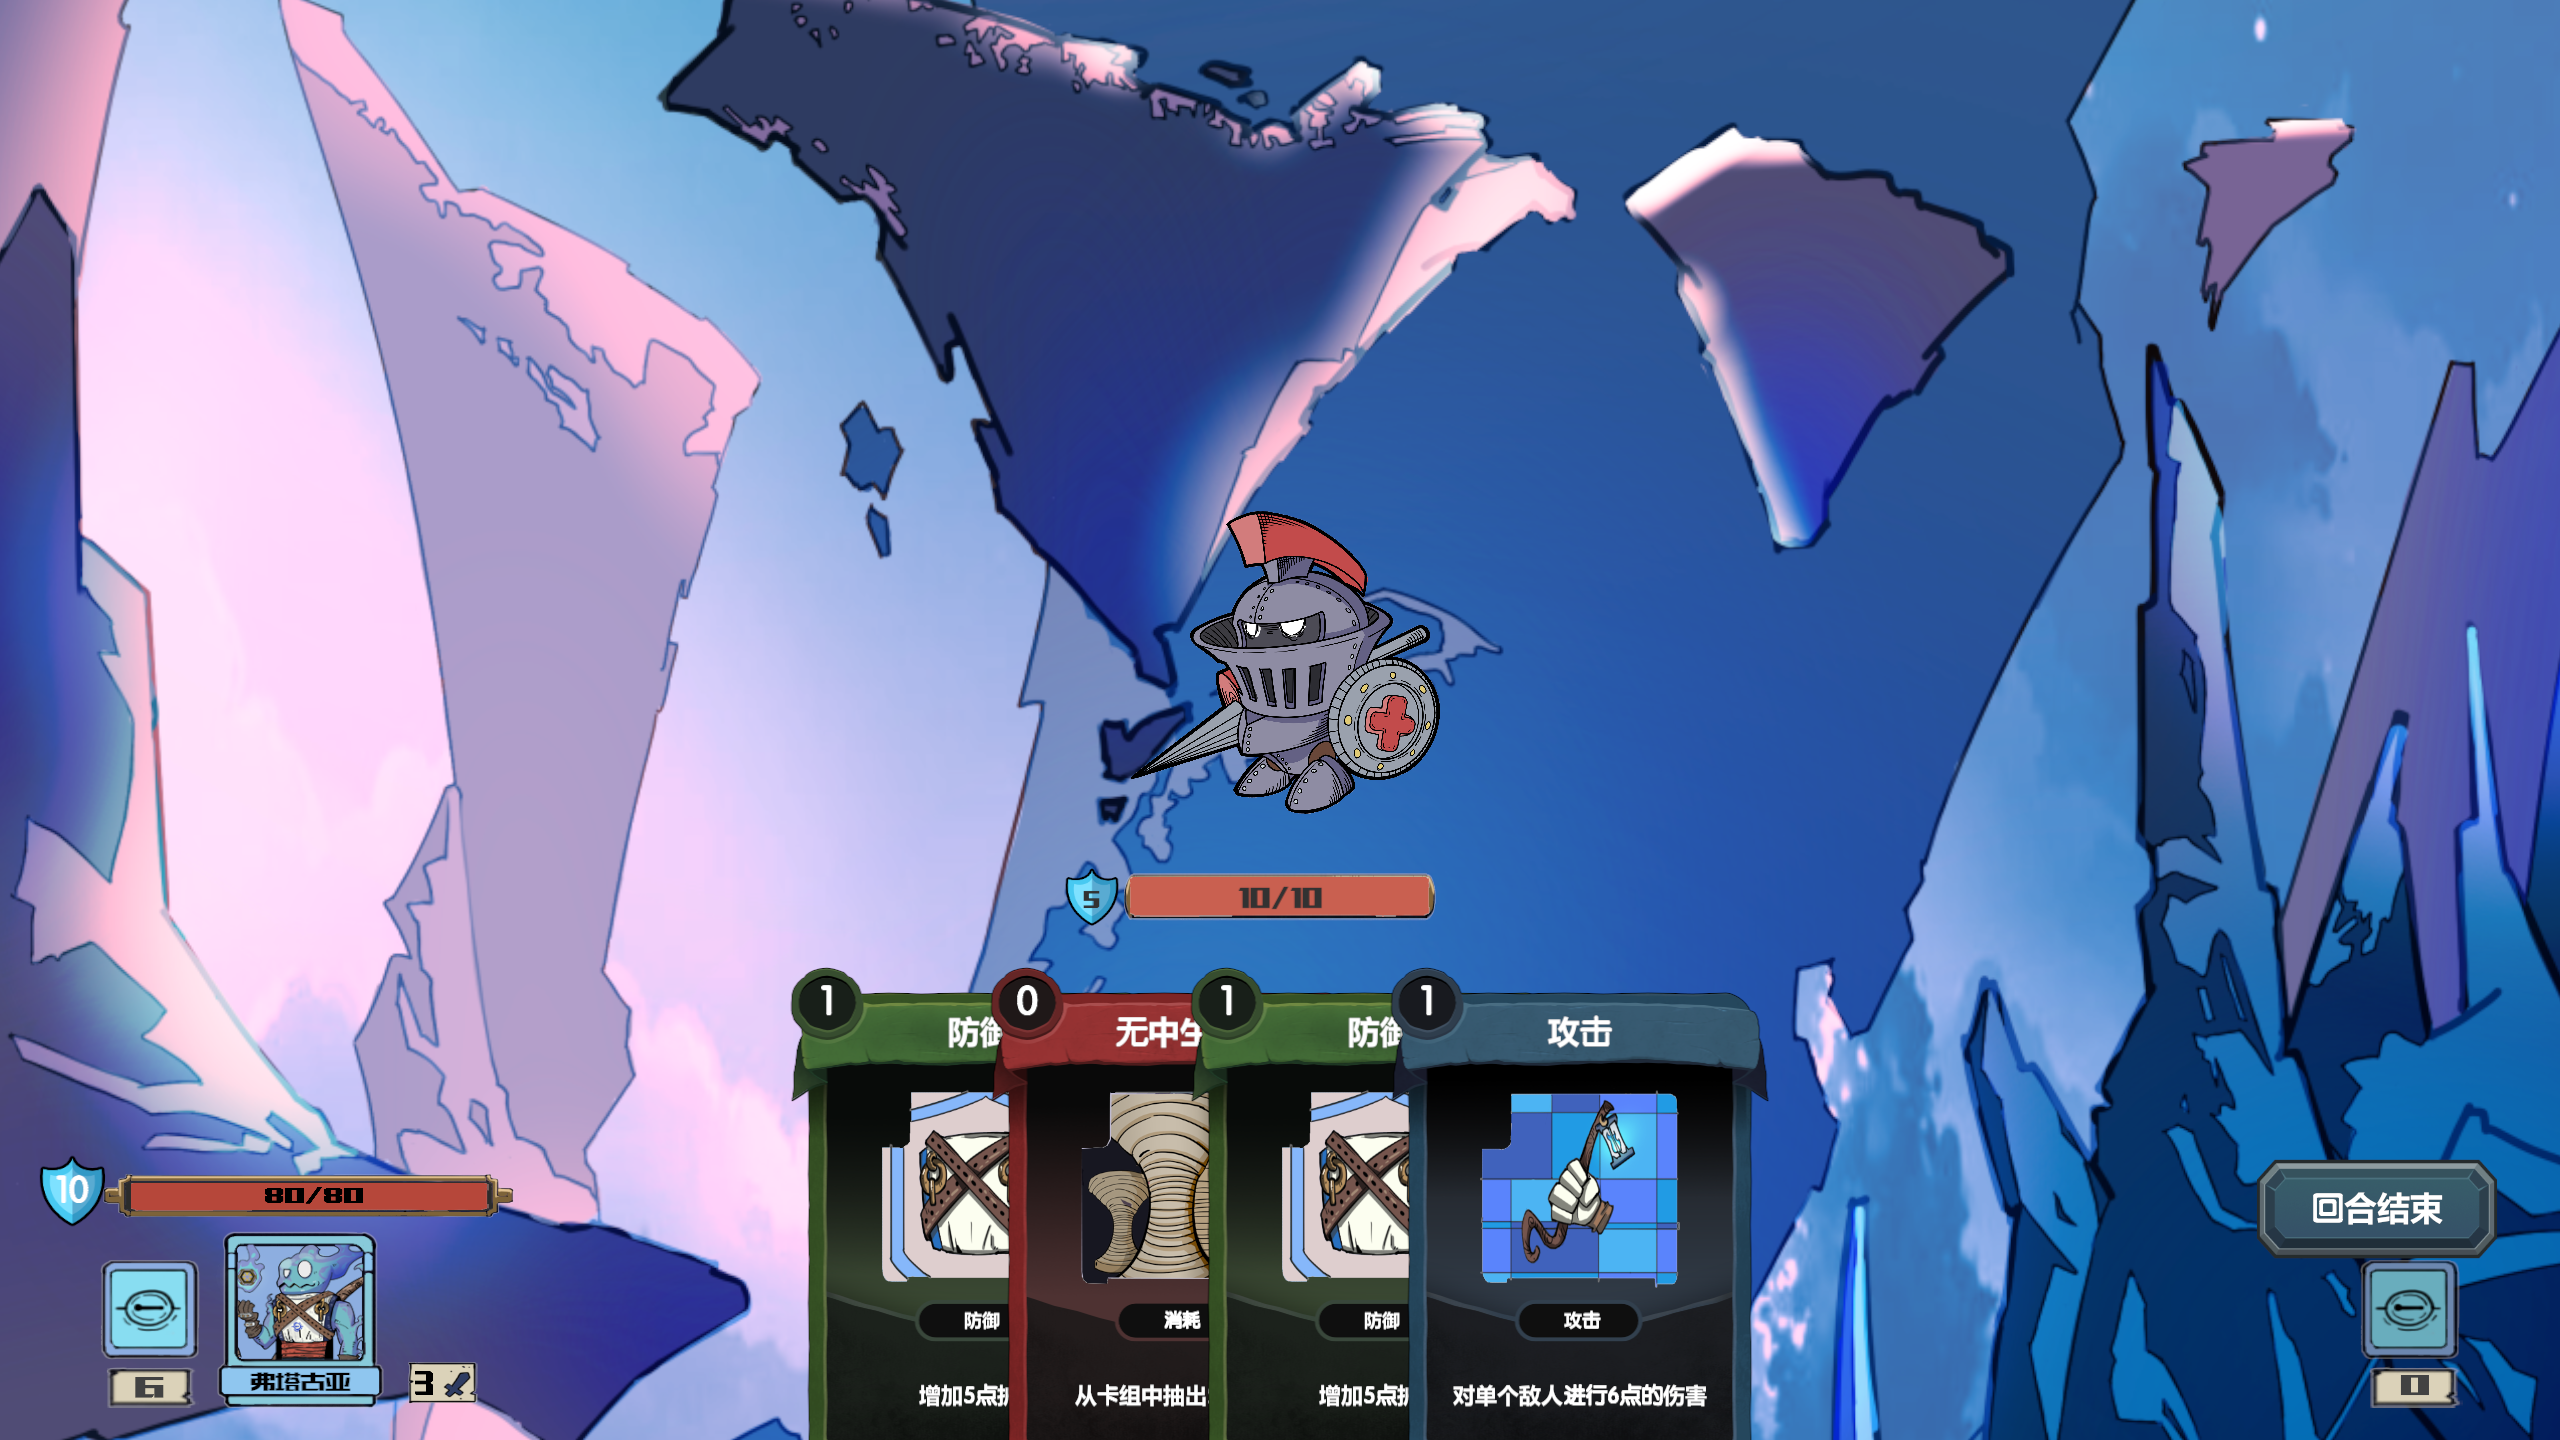 5
10/10
1
0
1
1
防御
无中生
防御
攻击
10
80/80
回合结束
防御
消耗
防御
攻击
6
弗塔古亚
3
0
增加5点
从卡组中抽出
增加5点
对单个敌人进行6点的伤害